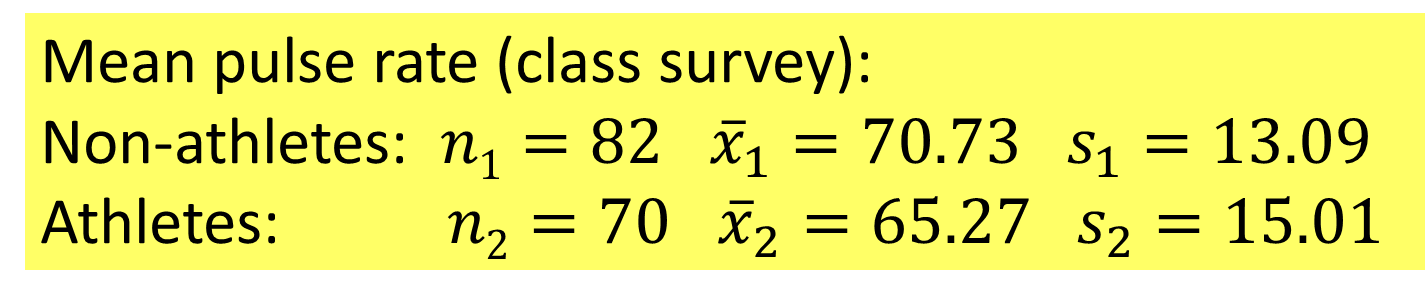 Mean pulse rate (class survey):
Non-athletes: n₁ = 82 x̄₁ = 70.73 s₁ = 13.09
Athletes: n₂ = 70 x̄₂ = 65.27 s₂ = 15.01